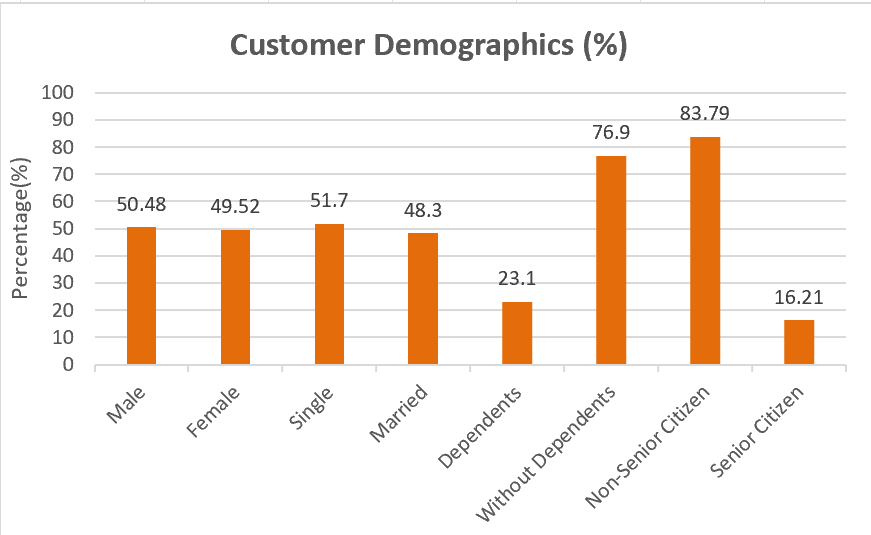 Customer Demographics (%)
Percentage(%)
100
90
80
70
60
50
40
30
20
10
0
50.48
49.52
51.7
48.3
23.1
76.9
83.79
16.21
Male
Female
Single
Married
Dependents
Without Dependents
Non-Senior Citizen
Senior Citizen